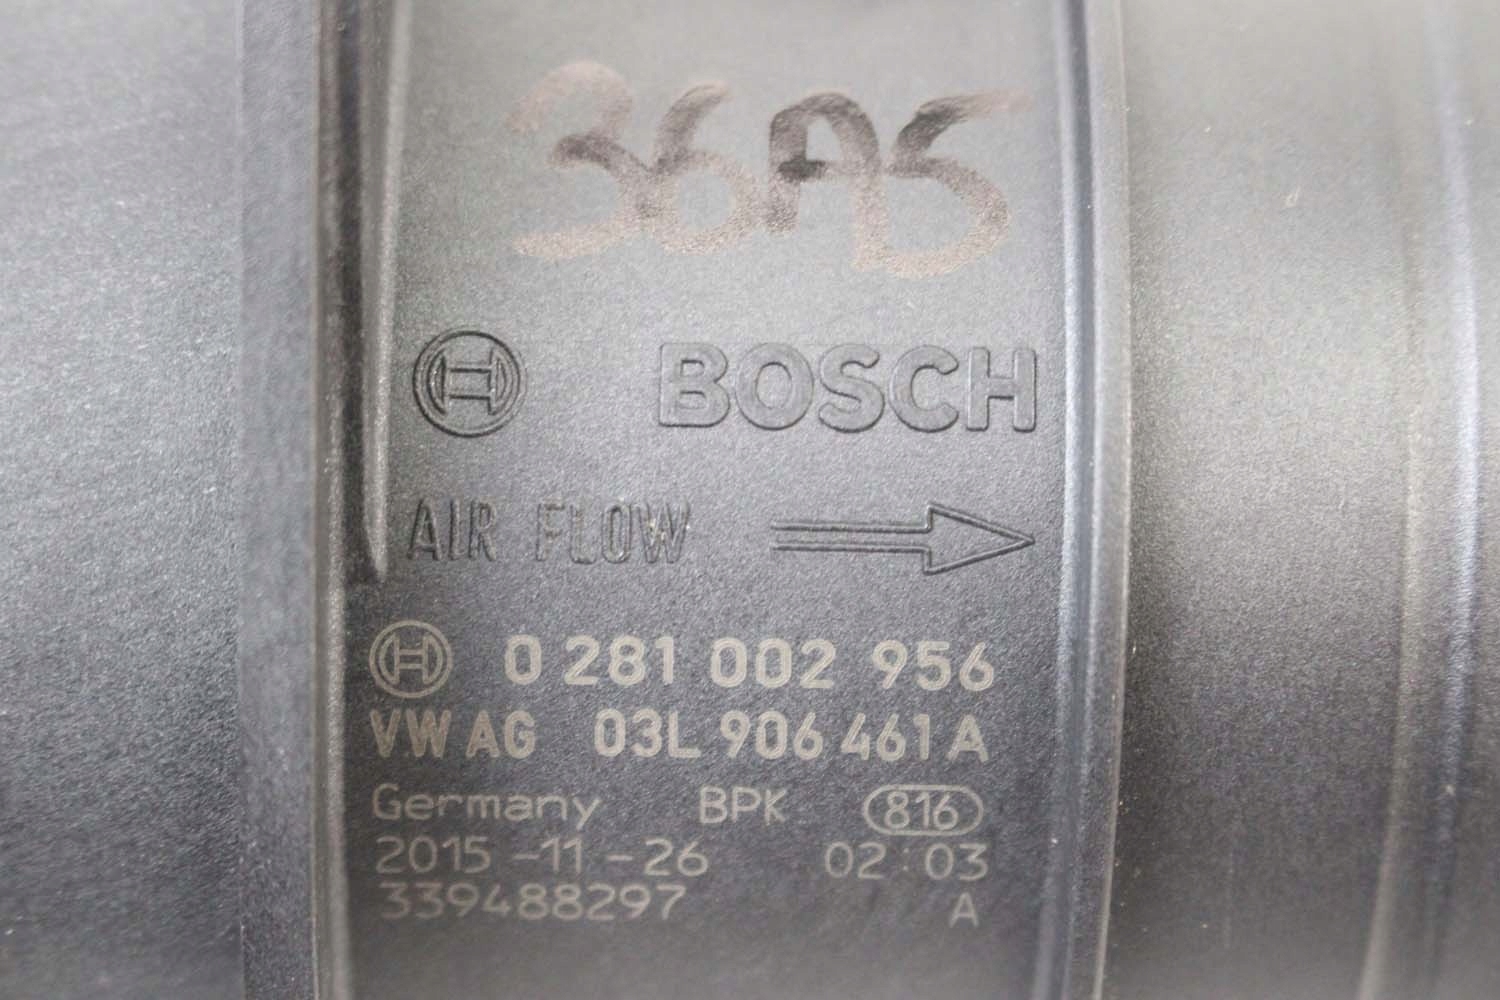 36A5
BOSCH
AIR FLOW
0 281 002 956
VW AG 03L 906 461 A
Germany BPK 816
2015-11-26 02:03
339488297 A